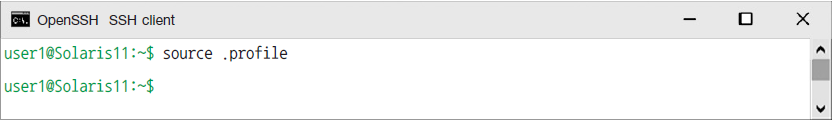 OpenSSH SSH client
user1@Solaris11:~$ source .profile
user1@Solaris11:~$